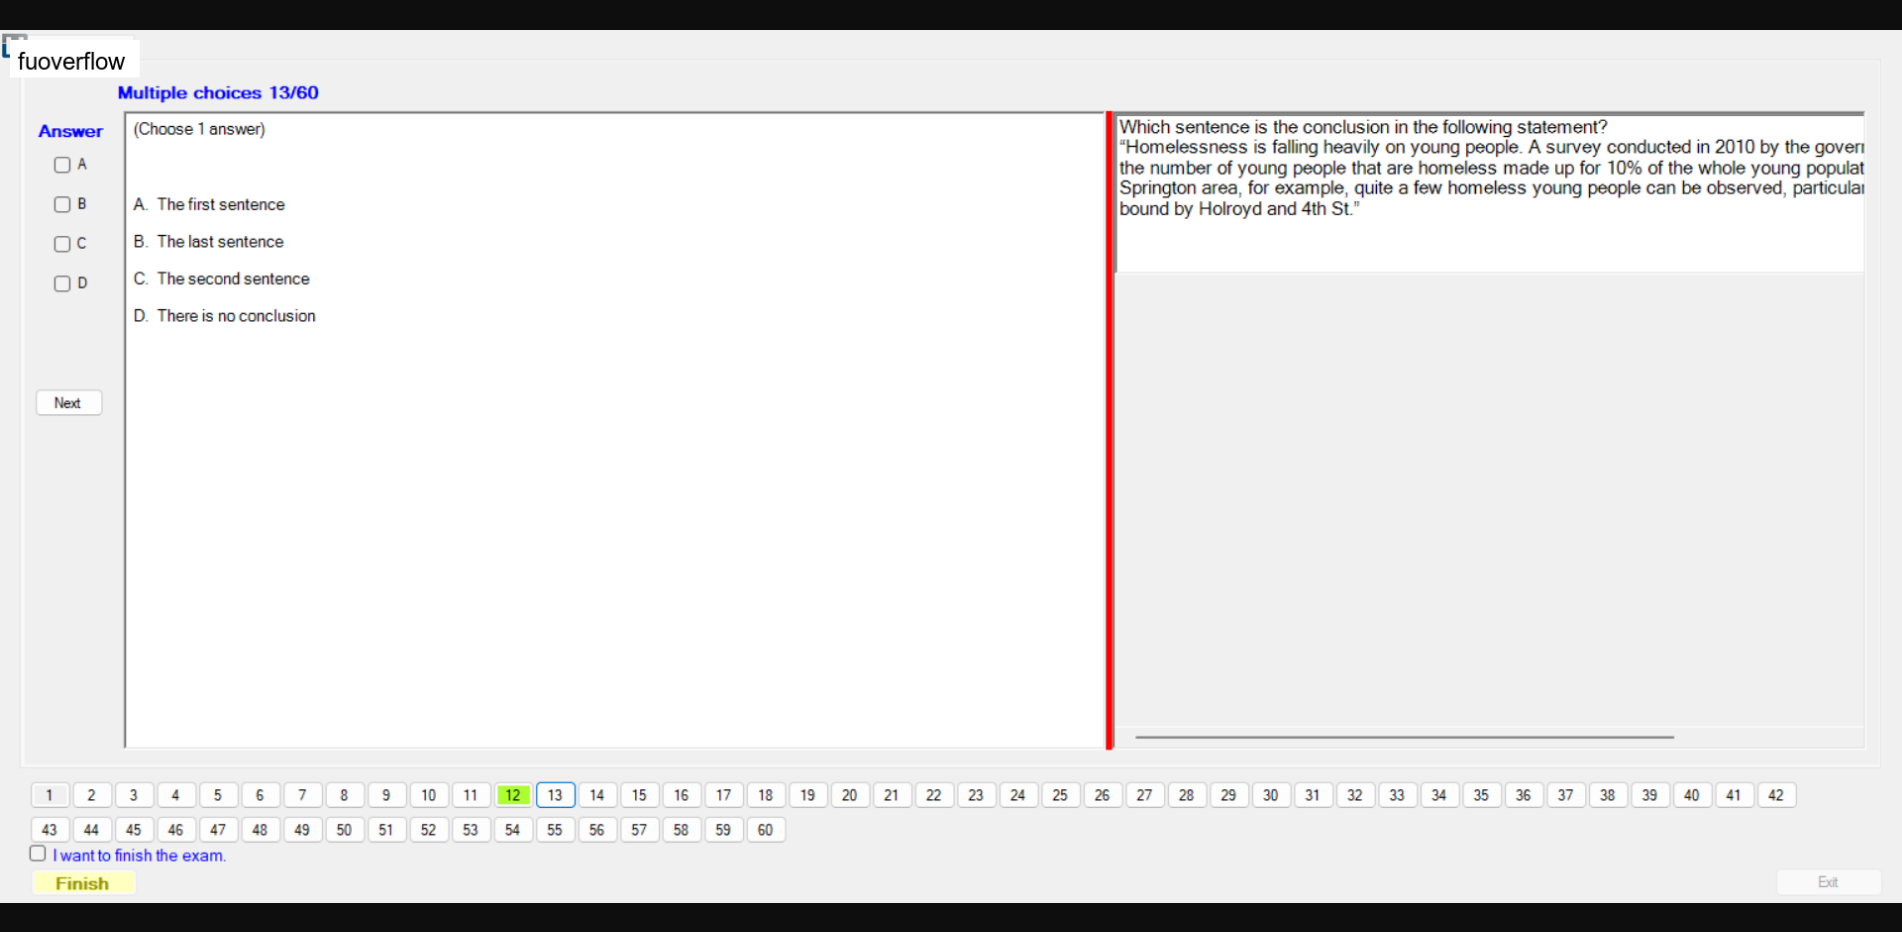 fuoverflow
Multiple choices 13/60
Answer
A
B
C
D
Next
(Choose 1 answer)
A. The first sentence
B. The last sentence
C. The second sentence
D. There is no conclusion
Which sentence is the conclusion in the following statement?
“Homelessness is falling heavily on young people. A survey conducted in 2010 by the
the number of young people that are homeless made up for 10% of the whole young
Springton area, for example, quite a few homeless young people can be observed,
bound by Holroyd and 4th St.”
1 2 3 4 5 6 7 8 9 10 11 12 13 14 15 16 17 18 19 20 21 22 23 24 25 26 27 28 29 30 31 32 33 34 35 36 37 38 39 40 41 42
43 44 45 46 47 48 49 50 51 52 53 54 55 56 57 58 59 60
I want to finish the exam.
Finish
Exit